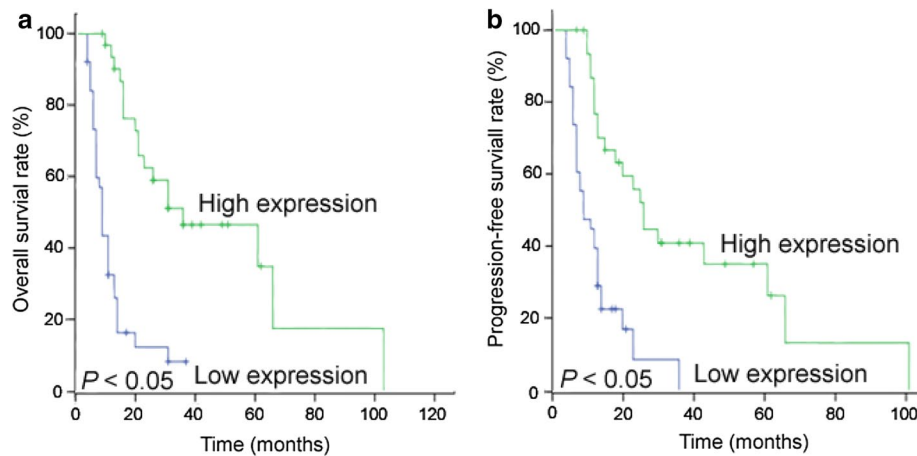 a
Overall survial rate (%)
100
80
60
40
20
0
High expression
P < 0.05
Low expression
0 20 40 60 80 100 120
Time (months)
b
Progression-free surviall rate (%)
100
80
60
40
20
0
High expression
P < 0.05
Low expression
0 20 40 60 80 100
Time (months)